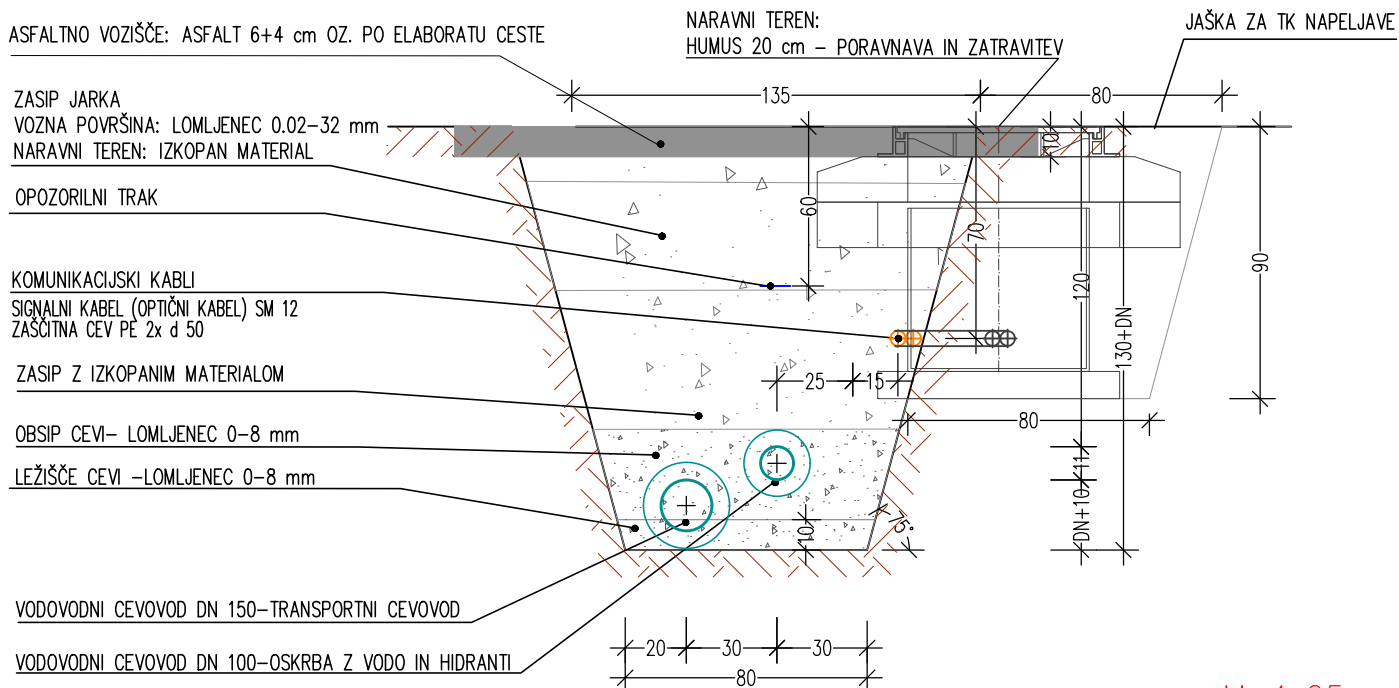 ASFALTNO VOZIŠČE: ASFALT 6+4 cm OZ. PO ELABORATU CESTE
NARAVNI TEREN:
HUMUS 20 cm – PORAVNAVA IN ZATRAVITEV
JAŠKA ZA TK NAPELJAVE
135
80
ZASIP JARKA
VOZNA POVRŠINA: LOMLJENEC 0.02–32 mm
NARAVNI TEREN: IZKOPAN MATERIAL
10
OPOZORILNI TRAK
60
70
90
120
130+DN
KOMUNIKACIJSKI KABLI
SIGNALNI KABEL (OPTIČNI KABEL) SM 12
ZAŠČITNA CEV PE 2x d 50
ZASIP Z IZKOPANIM MATERIALOM
25
15
80
OBSIP CEVI– LOMLJENEC 0–8 mm
11
LEŽIŠČE CEVI –LOMLJENEC 0–8 mm
DN+10
10
75°
VODOVODNI CEVOVOD DN 150–TRANSPORTNI CEVOVOD
20
30
30
VODOVODNI CEVOVOD DN 100–OSKRBA Z VODO IN HIDRANTI
80